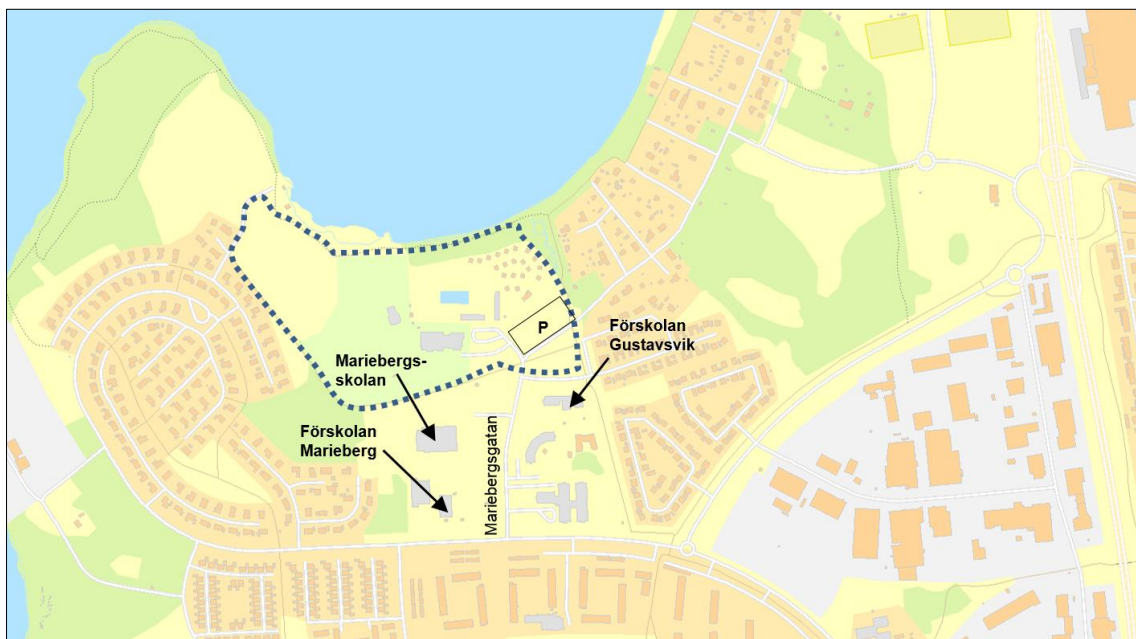 P
Förskolan
Gustavsvik
Mariebergs-
skolan
Förskolan
Marieberg
Mariebergsgatan